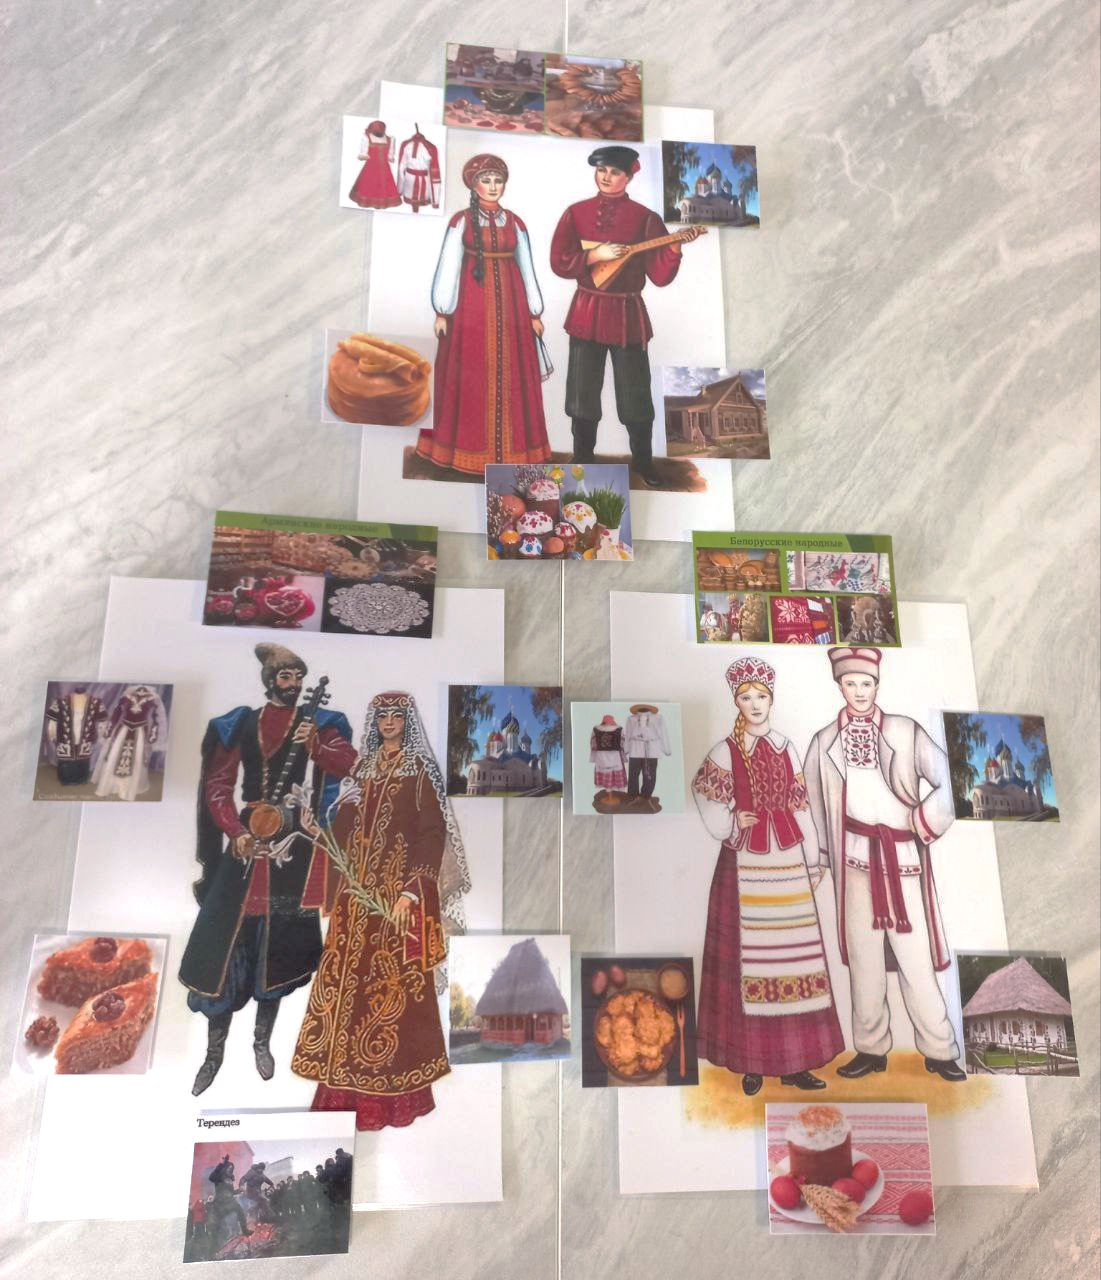 Армянские народные
Белорусские народные
Терендез